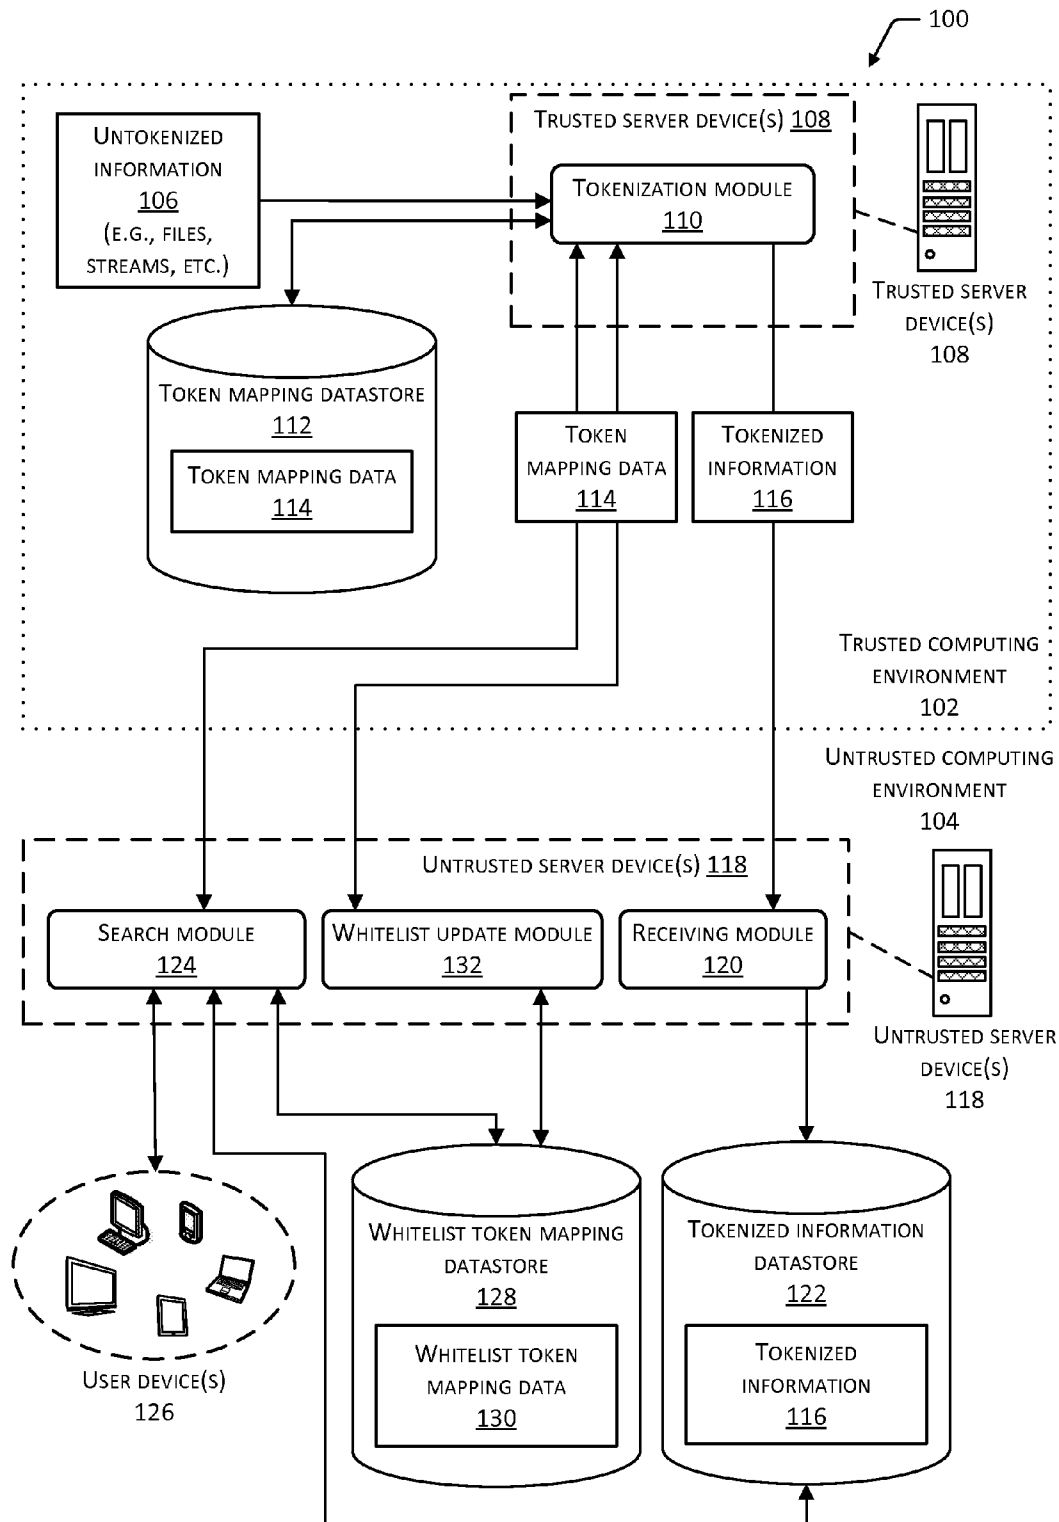 100
UNTOKENIZED
INFORMATION
106
(E.G., FILES,
STREAMS, ETC.)
TRUSTED SERVER DEVICE(S) 108
TOKENIZATION MODULE
110
TRUSTED SERVER
DEVICE(S)
108
TOKEN MAPPING DATASTORE
112
TOKEN MAPPING DATA
114
TOKEN
MAPPING DATA
114
TOKENIZED
INFORMATION
116
TRUSTED COMPUTING
ENVIRONMENT
102
UNTRUSTED COMPUTING
ENVIRONMENT
104
UNTRUSTED SERVER DEVICE(S) 118
SEARCH MODULE
124
WHITELIST UPDATE MODULE
132
RECEIVING MODULE
120
UNTRUSTED SERVER
DEVICE(S)
118
USER DEVICE(S)
126
WHITELIST TOKEN MAPPING
DATASTORE
128
WHITELIST TOKEN
MAPPING DATA
130
TOKENIZED INFORMATION
DATASTORE
122
TOKENIZED
INFORMATION
116